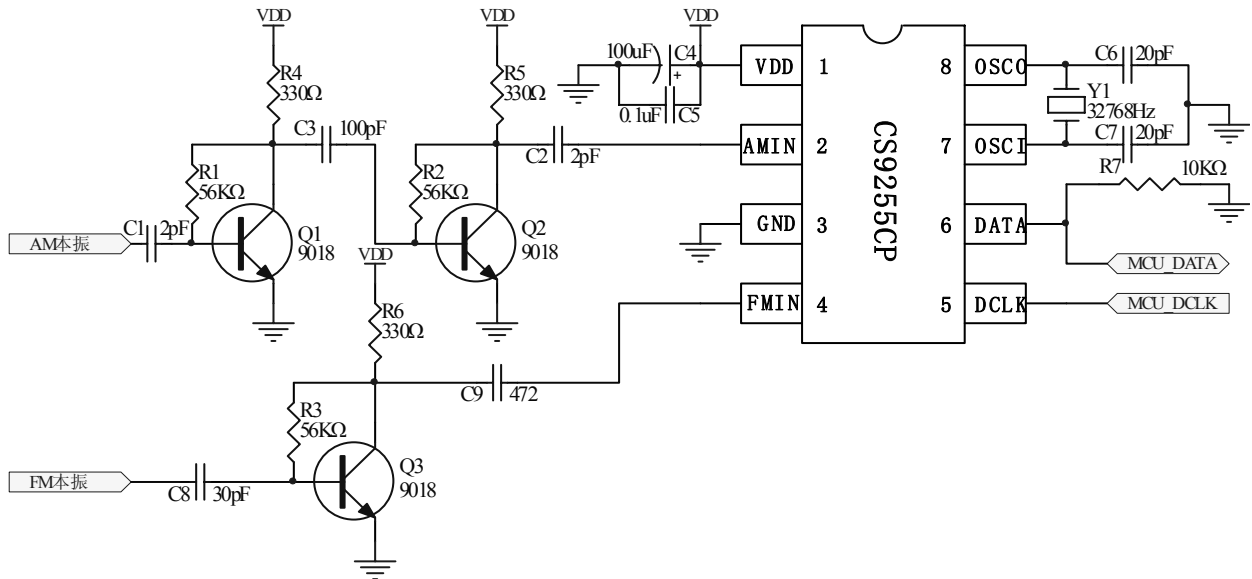 VDD
VDD
VDD
R4
330Ω
R5
330Ω
100uF
C4
+
0.1uF
C5
VDD
1
8
OSCO
C6
20pF
Y1
32768Hz
C3
100pF
C2
2pF
AMIN
2
7
OSCI
C7
20pF
R1
56KΩ
R2
56KΩ
CS9255CP
R7
10KΩ
C1
2pF
AM本振
Q1
9018
Q2
9018
GND
3
6
DATA
MCU_DATA
VDD
R6
330Ω
FMIN
4
5
DCLK
MCU_DCLK
C9
472
R3
56KΩ
Q3
9018
FM本振
C8
30pF